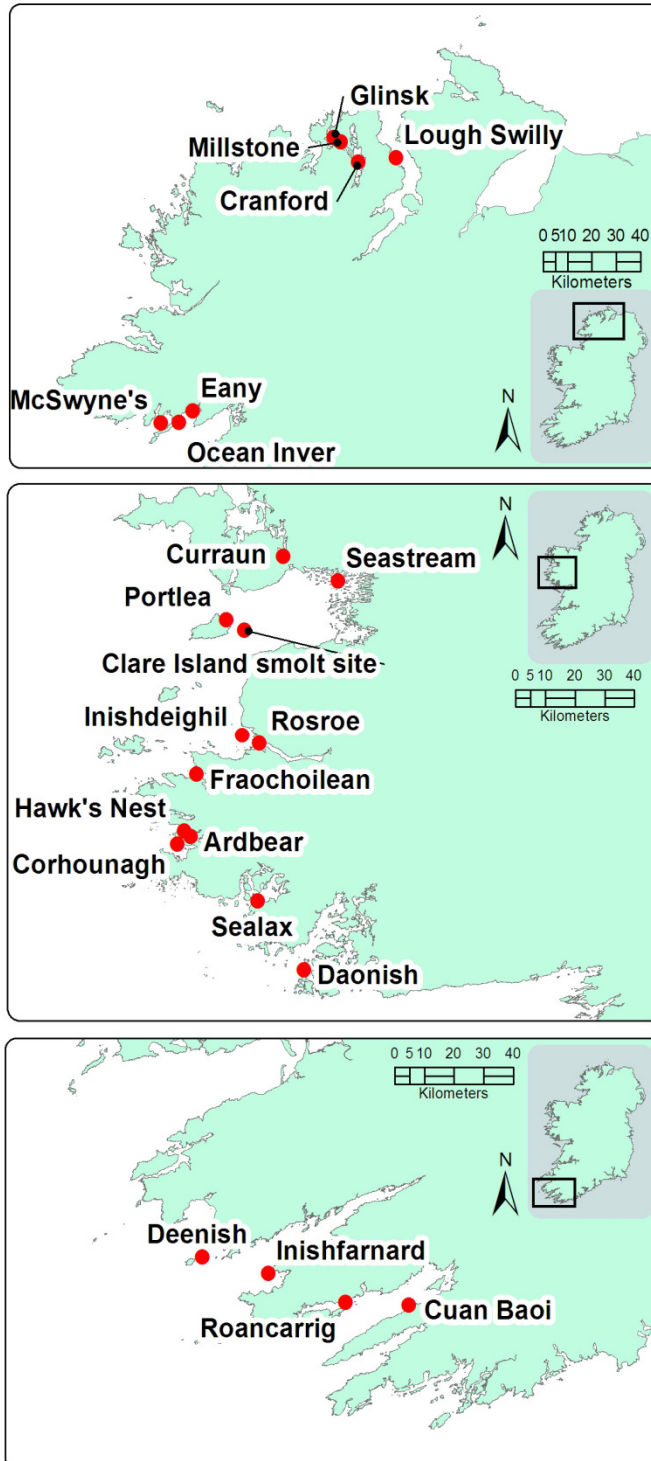 Glinsk
Millstone
Lough Swilly
Cranford
0 510 20 30 40
Kilometers
McSwyne's
Eany
Ocean Inver
N
Curraun
Seastream
Portlea
Clare Island smolt site
Inishdeighil
Rosroe
Fraochoilean
Hawk's Nest
Ardbear
Corhounagh
Sealax
Daonish
N
0 5 10 20 30 40
Kilometers
0 5 10 20 30 40
Kilometers
N
Deenish
Inishfarnard
Roancarrig
Cuan Baoi